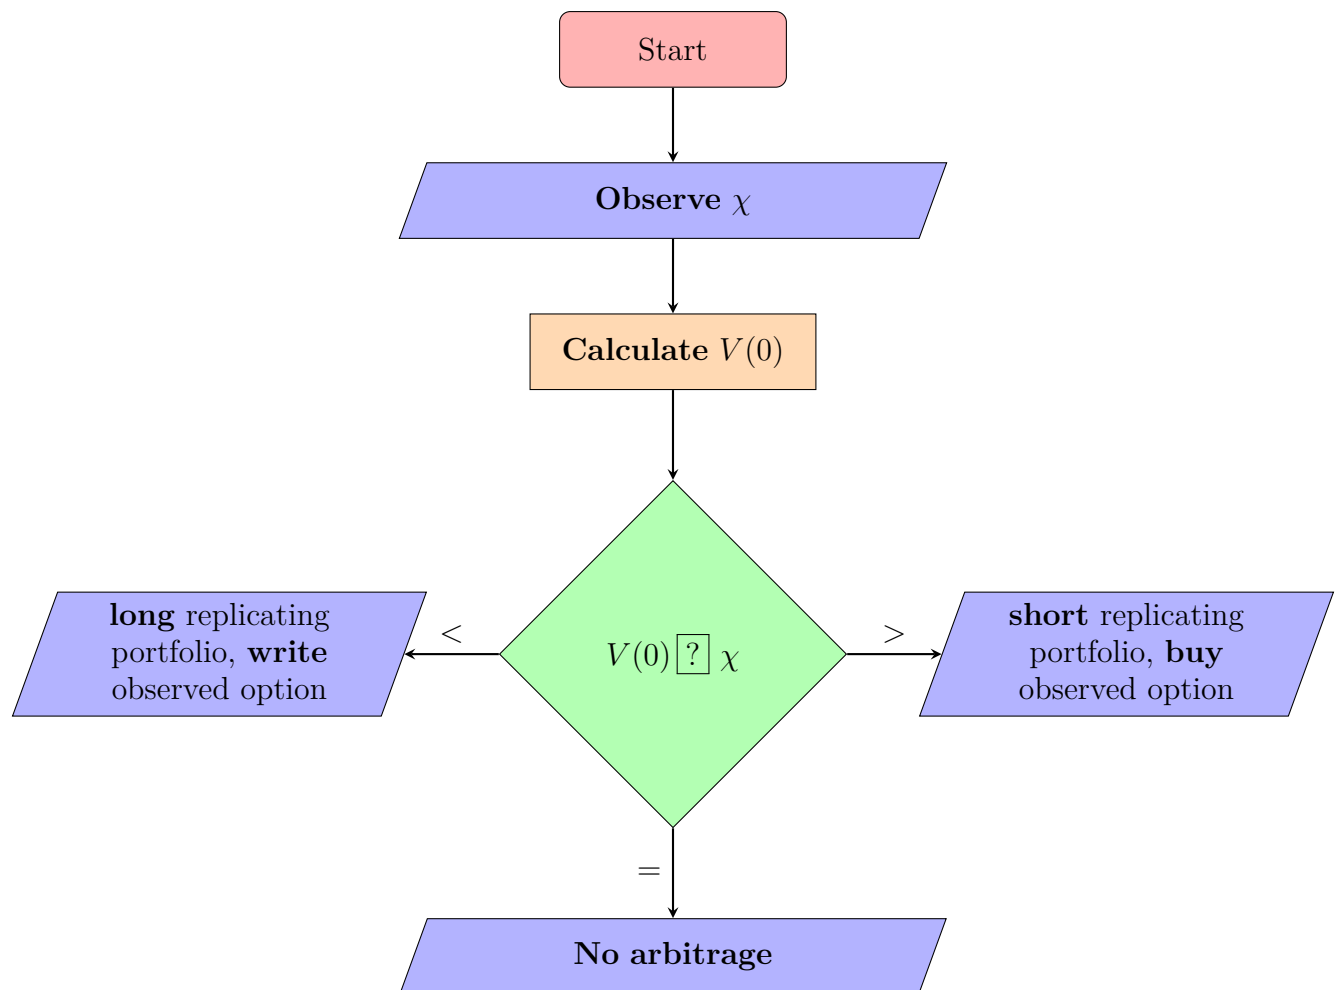 Start
Observe χ
Calculate V(0)
<
>
long replicating
portfolio, write
observed option
V(0) ? χ
short replicating
portfolio, buy
observed option
=
No arbitrage